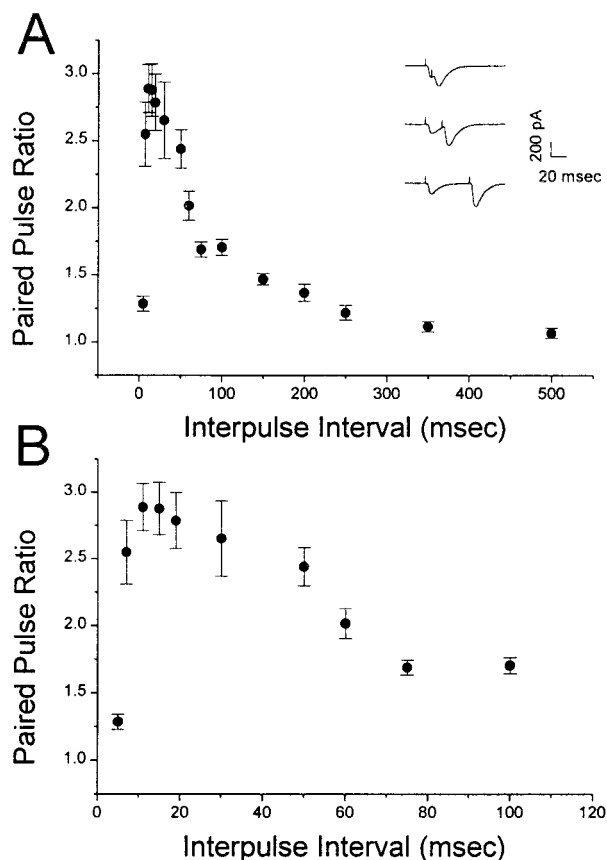 A
Paired Pulse Ratio
3.0
2.5
2.0
1.5
1.0
200 pA
20 msec
0 100 200 300 400 500
Interpulse Interval (msec)
B
Paired Pulse Ratio
3.0
2.5
2.0
1.5
1.0
0 20 40 60 80 100 120
Interpulse Interval (msec)